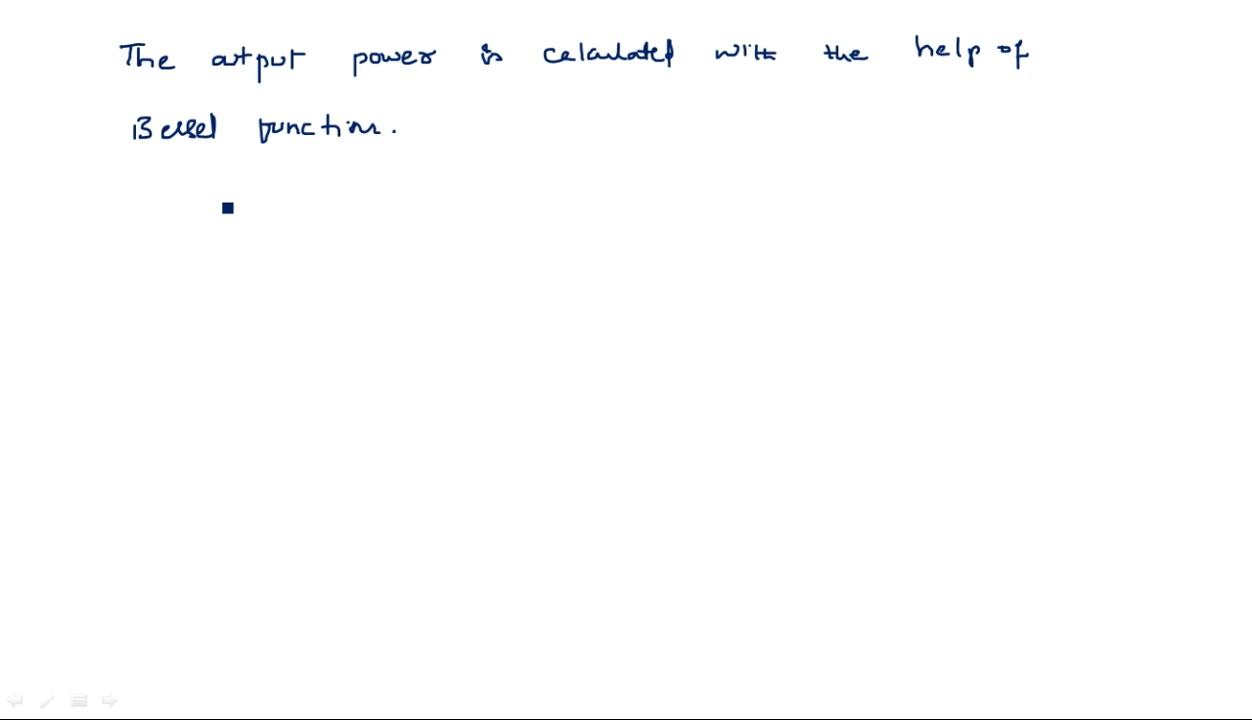 The output power is calculated with the help of
Bessel function.